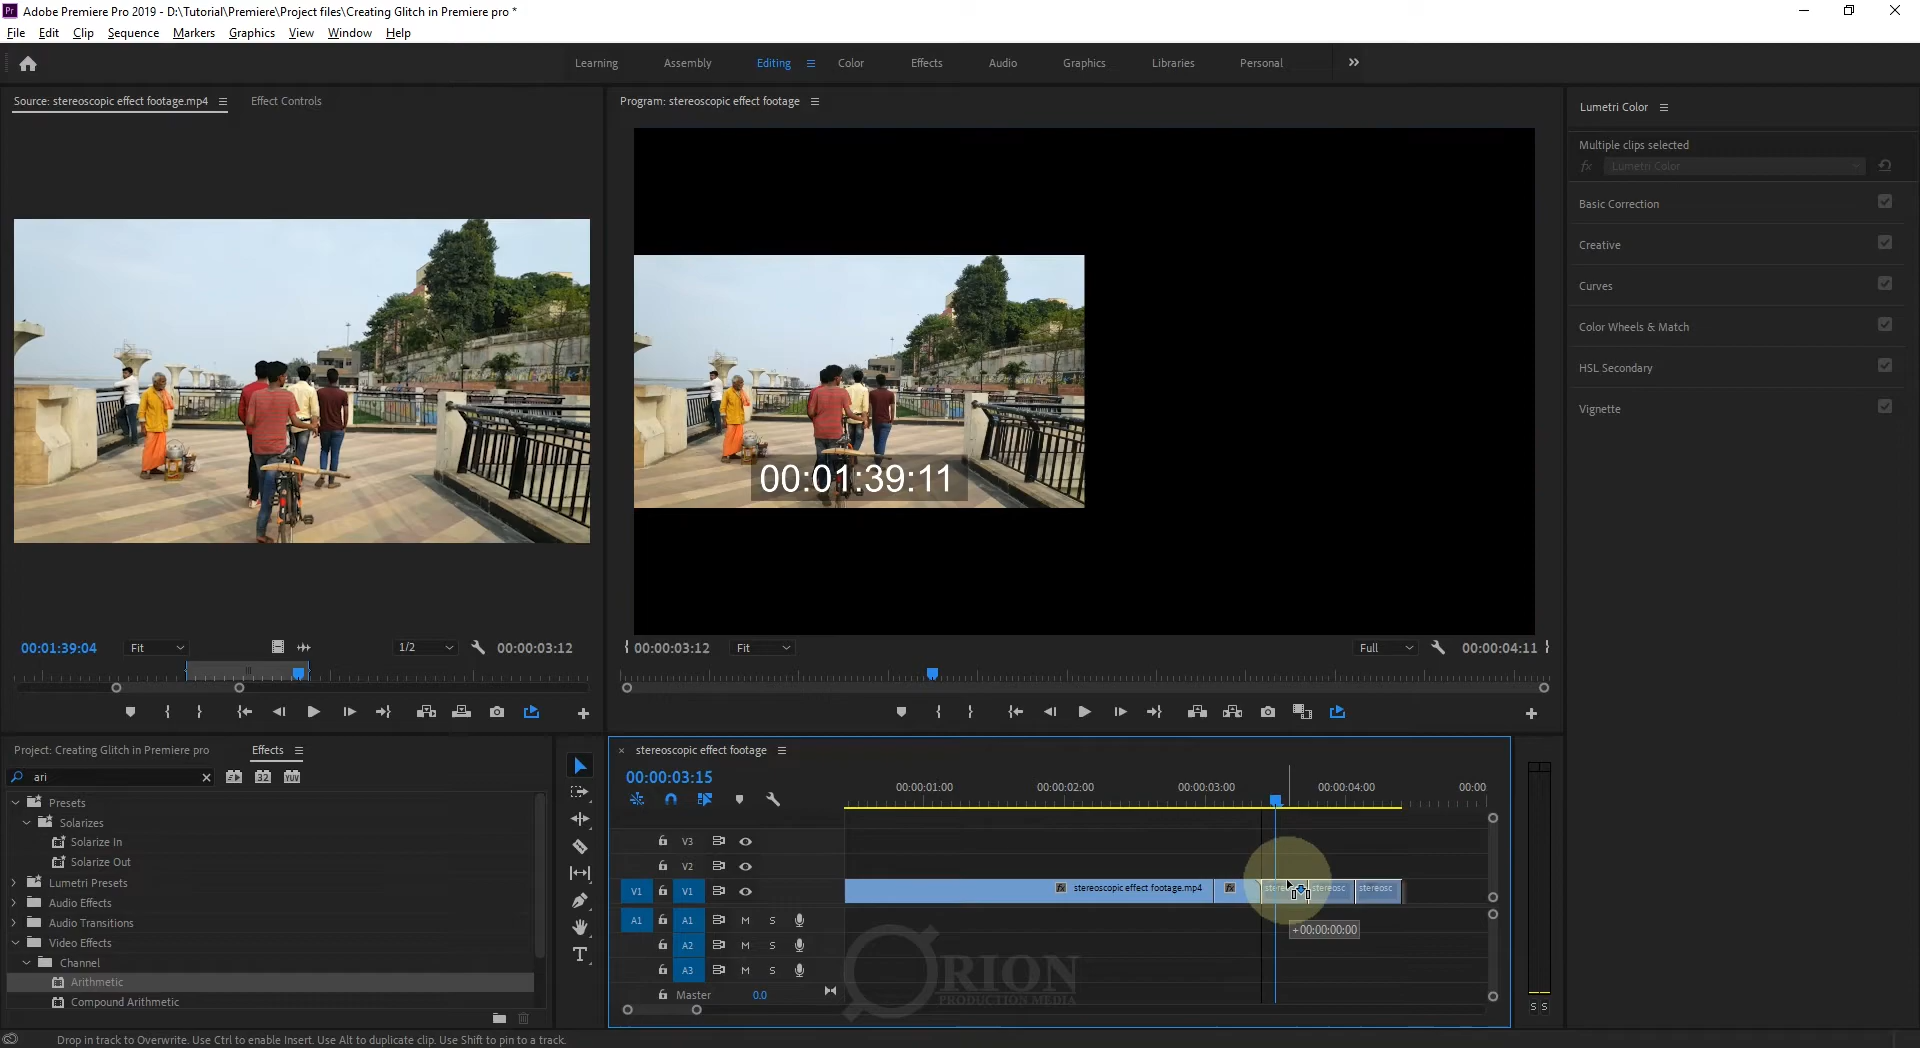 Adobe Premiere Pro 2019 - D:\Tutorial\Premiere\Project files\Creating Glitch in Premiere pro *
File Edit Clip Sequence Markers Graphics View Window Help
Learning Assembly Editing Color Effects Audio Graphics Libraries Personal
Source: stereoscopic effect footage.mp4 Effect Controls
Program: stereoscopic effect footage
Lumetri Color
Multiple clips selected
fx Lumetri Color
Basic Correction
Creative
Curves
Color Wheels & Match
HSL Secondary
Vignette
00:01:39:11
00:01:39:04 Fit 1/2 00:00:03:12
00:00:03:12 Fit Full 00:00:04:11
Project: Creating Glitch in Premiere pro Effects
ari
Presets
Solarizes
Solarize In
Solarize Out
Lumetri Presets
Audio Effects
Audio Transitions
Video Effects
Channel
Arithmetic
Compound Arithmetic
stereoscopic effect footage
00:00:03:15
00:00:01:00 00:00:02:00 00:00:03:00 00:00:04:00 00:00
V3
V2
V1 V1 stereoscopic effect footage.mp4 stereosc stereosc
A1 A1 M S
A2 M S
A3 M S
Master 0.0
+00:00:00:00
ORION
PRODUCTION MEDIA
S S
Drop in track to Overwrite. Use Ctrl to enable Insert. Use Alt to duplicate clip. Use Shift to pin to a track.